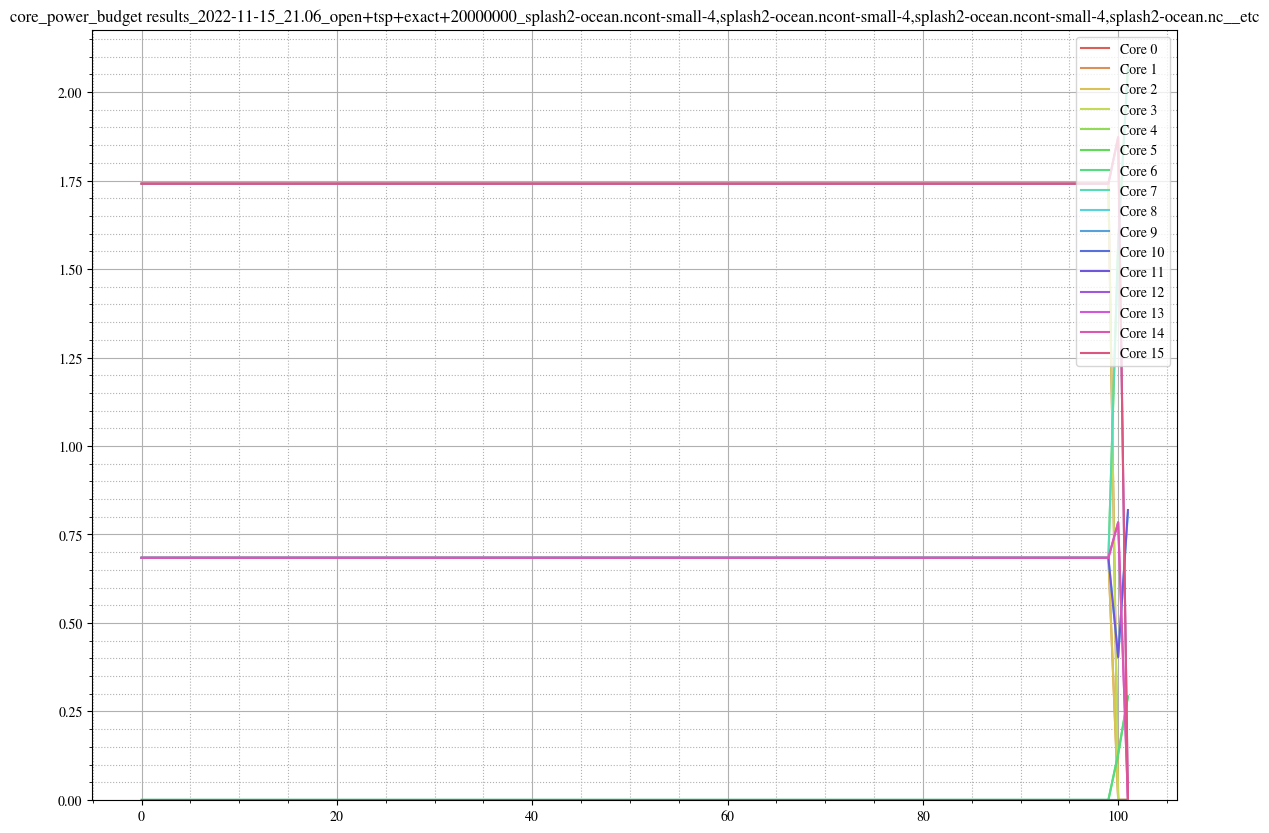 core_power_budget results_2022-11-15_21.06_open+tsp+exact+20000000_splash2-ocean.ncont-small-4,splash2-ocean.ncont-small-4,splash2-ocean.ncont-small-4,splash2-ocean.nc__etc
Core 0
Core 1
Core 2
Core 3
Core 4
Core 5
Core 6
Core 7
Core 8
Core 9
Core 10
Core 11
Core 12
Core 13
Core 14
Core 15
2.00
1.75
1.50
1.25
1.00
0.75
0.50
0.25
0.00
0 20 40 60 80 100